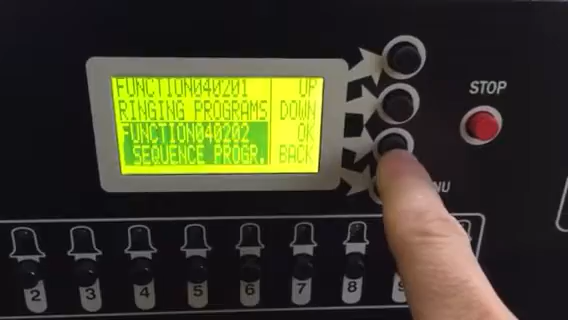 FUNCTION040201 UP
RINGING PROGRAMS DOWN
FUNCTION040202 OK
SEQUENCE PROGR. BACK
STOP
NU
2 3 4 5 6 7 8 9